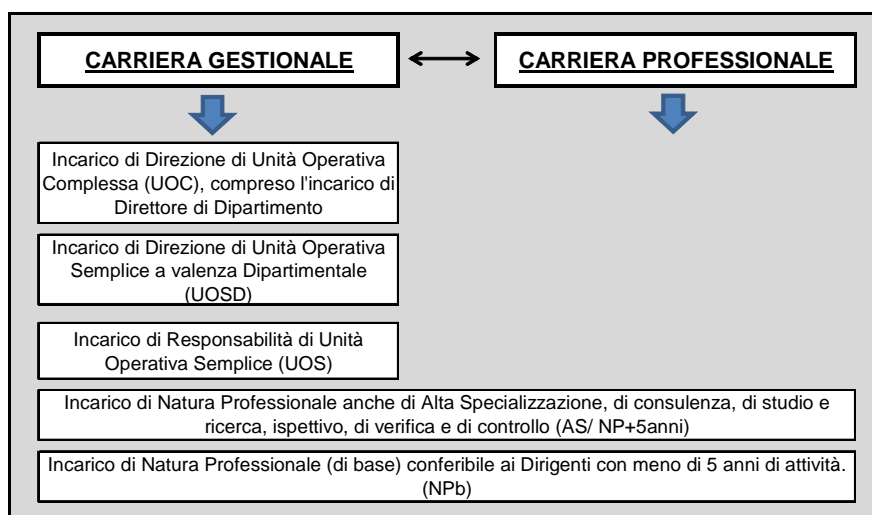 CARRIERA GESTIONALE
CARRIERA PROFESSIONALE
Incarico di Direzione di Unità Operativa
Complessa (UOC), compreso l'incarico di
Direttore di Dipartimento
Incarico di Direzione di Unità Operativa
Semplice a valenza Dipartimentale
(UOSD)
Incarico di Responsabilità di Unità
Operativa Semplice (UOS)
Incarico di Natura Professionale anche di Alta Specializzazione, di consulenza, di studio e
ricerca, ispettivo, di verifica e di controllo (AS/ NP+5anni)
Incarico di Natura Professionale (di base) conferibile ai Dirigenti con meno di 5 anni di attività.
(NPb)